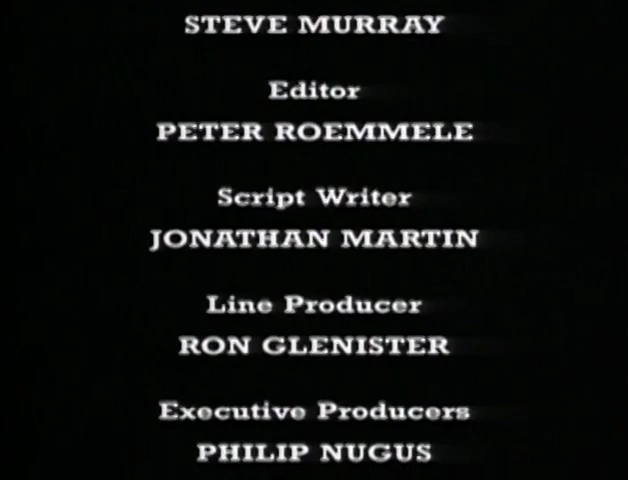 STEVE MURRAY
Editor
PETER ROEMMELE
Script Writer
JONATHAN MARTIN
Line Producer
RON GLENISTER
Executive Producers
PHILIP NUGUS